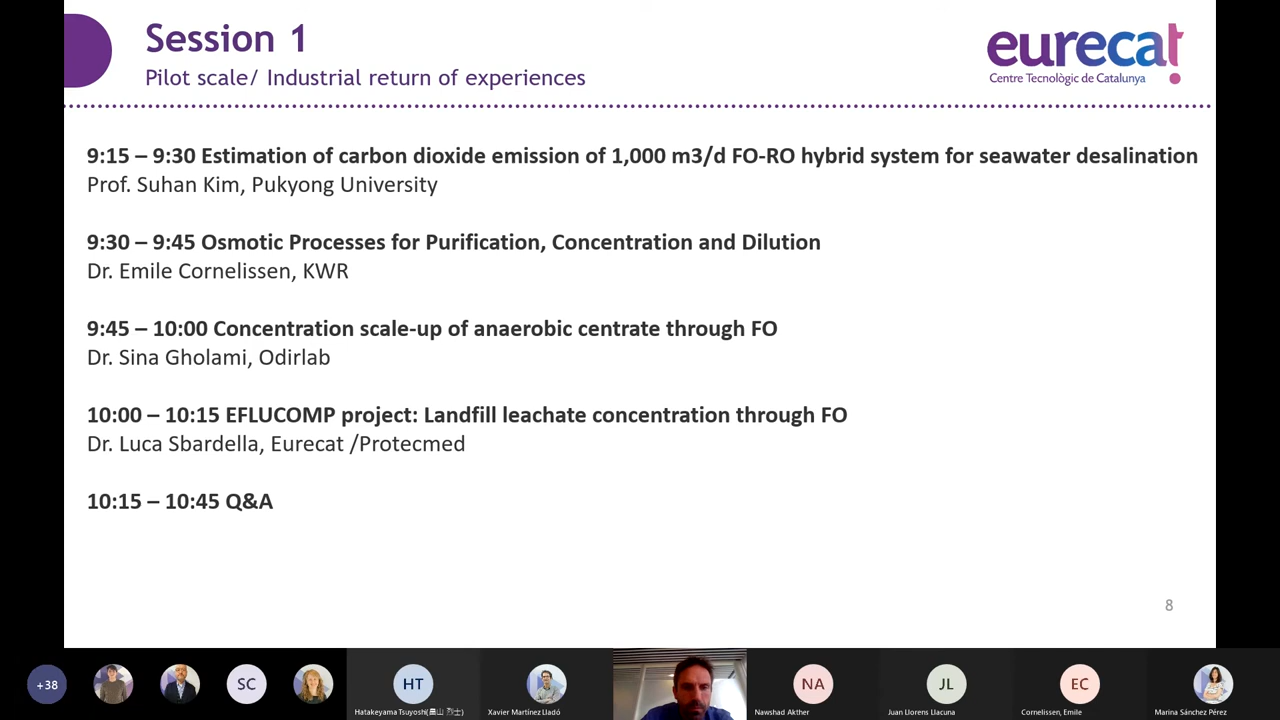 Session 1
Pilot scale/ Industrial return of experiences
eurecat
Centre Tecnològic de Catalunya
9:15 – 9:30 Estimation of carbon dioxide emission of 1,000 m3/d FO-RO hybrid system for seawater desalination
Prof. Suhan Kim, Pukyong University
9:30 – 9:45 Osmotic Processes for Purification, Concentration and Dilution
Dr. Emile Cornelissen, KWR
9:45 – 10:00 Concentration scale-up of anaerobic centrate through FO
Dr. Sina Gholami, Odirlab
10:00 – 10:15 EFLUCOMP project: Landfill leachate concentration through FO
Dr. Luca Sbardella, Eurecat /Protecmed
10:15 – 10:45 Q&A
8
+38
SC
HT
NA
JL
EC
Hatakeyama Tsuyoshi(畠山 烈士)
Xavier Martínez Lladó
Nawshad Akther
Juan Llorens Llacuna
Cornelissen, Emile
Marina Sánchez Pérez